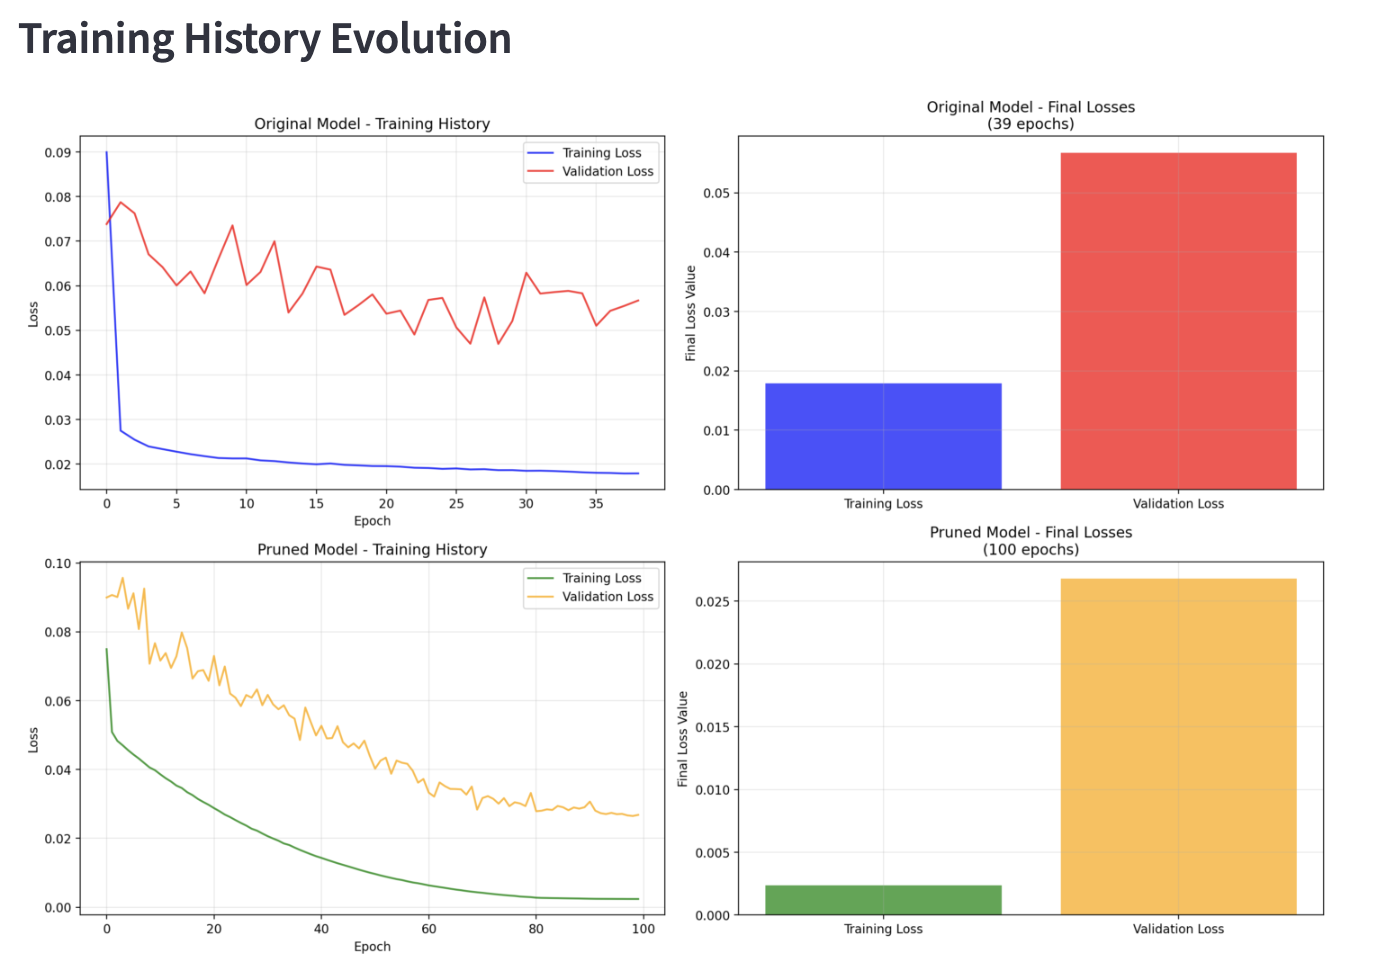 Training History Evolution
Original Model - Training History
0.09
0.08
0.07
0.06
0.05
0.04
0.03
0.02
Loss
Training Loss
Validation Loss
0 5 10 15 20 25 30 35
Epoch
Original Model - Final Losses
(39 epochs)
0.05
0.04
0.03
0.02
0.01
0.00
Final Loss Value
Training Loss Validation Loss
Pruned Model - Training History
0.10
0.08
0.06
0.04
0.02
0.00
Loss
Training Loss
Validation Loss
0 20 40 60 80 100
Epoch
Pruned Model - Final Losses
(100 epochs)
0.025
0.020
0.015
0.010
0.005
0.000
Final Loss Value
Training Loss Validation Loss